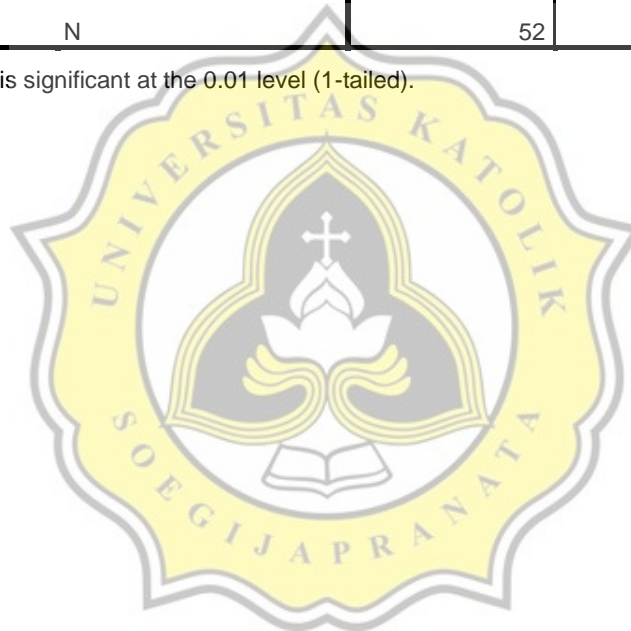 N 52
is significant at the 0.01 level (1-tailed).
UNIVERSITAS KATOLIK
SOEGIJAPRANATA